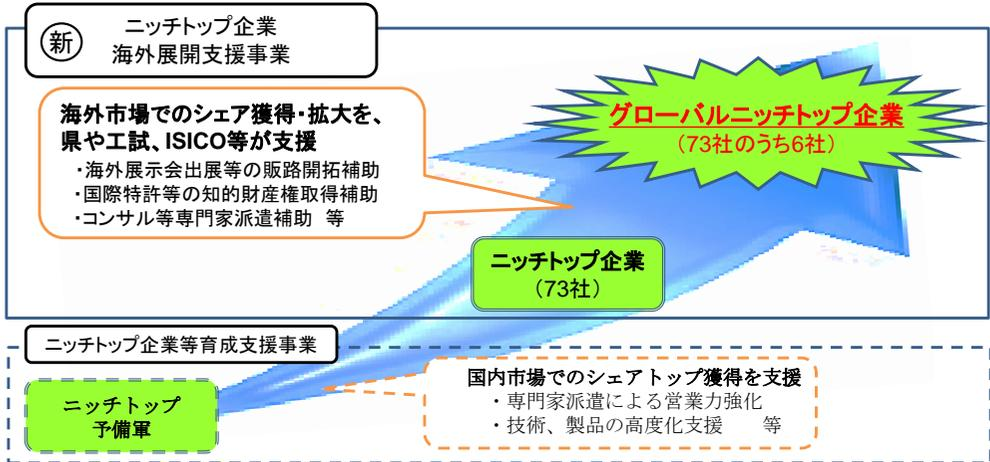 新
ニッチトップ企業
海外展開支援事業
海外市場でのシェア獲得・拡大を、
県や工試、ISICO等が支援
・海外展示会出展等の販路開拓補助
・国際特許等の知的財産権取得補助
・コンサル等専門家派遣補助 等
グローバルニッチトップ企業
（73社のうち6社）
ニッチトップ企業
（73社）
ニッチトップ企業等育成支援事業
ニッチトップ
予備軍
国内市場でのシェアトップ獲得を支援
・専門家派遣による営業力強化
・技術、製品の高度化支援 等